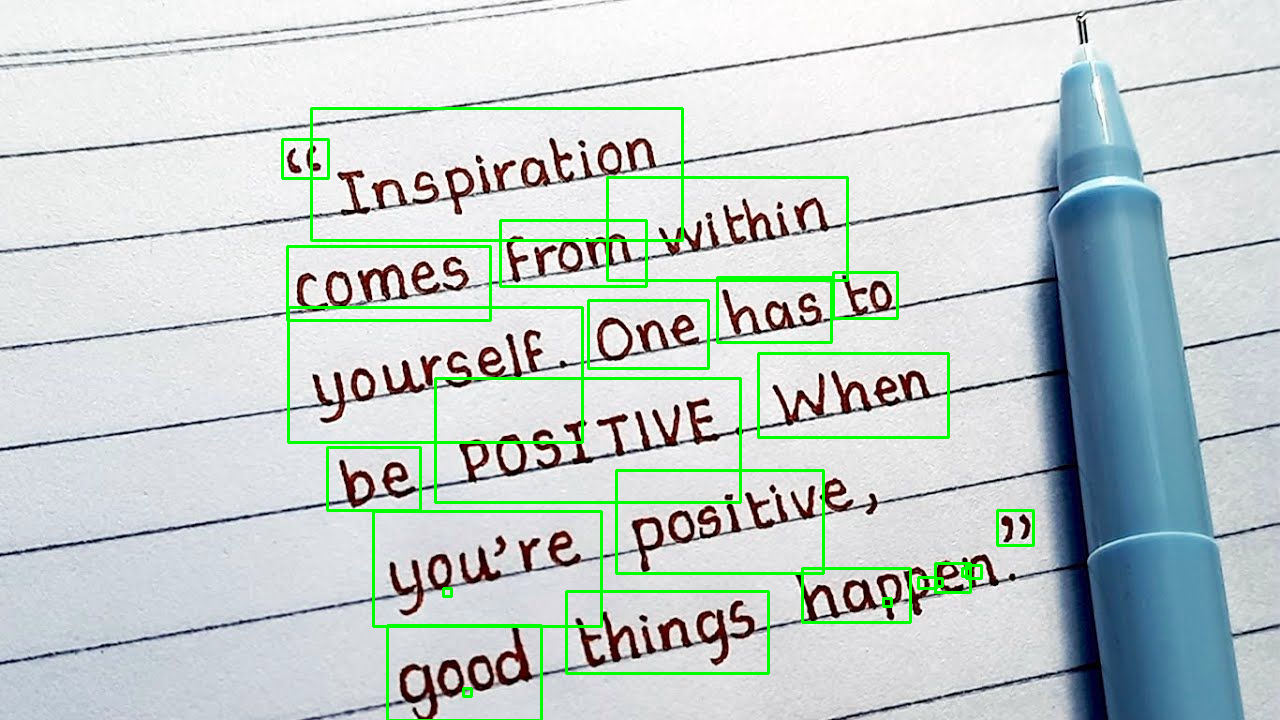 “Inspiration
comes from within
yourself. One has to
be POSITIVE. When
you're positive,
good things happen.”